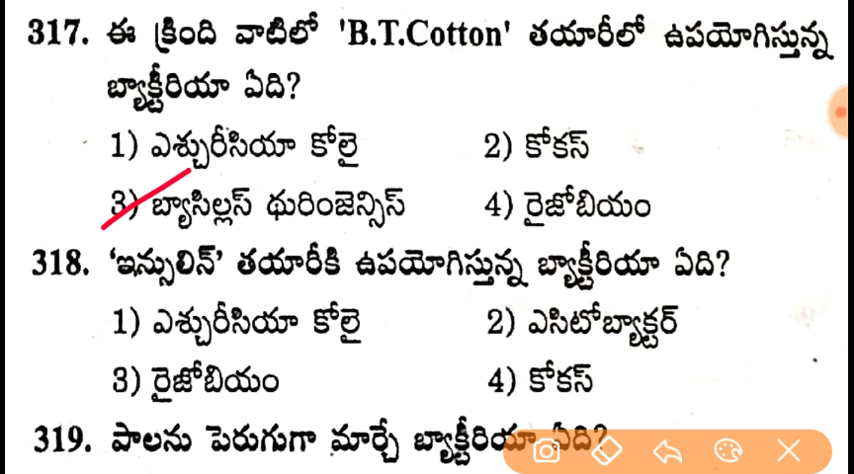 317. ఈ క్రింది వాటిలో 'B.T.Cotton' తయారీలో ఉపయోగిస్తున్న
బ్యాక్టీరియా ఏది?
1) ఎశ్చురీసియా కోలై 2) కోకస్
3) బ్యాసిల్లస్ థురింజెన్సిస్ 4) రైజోబియం
318. 'ఇన్సులిన్' తయారీకి ఉపయోగిస్తున్న బ్యాక్టీరియా ఏది?
1) ఎశ్చురీసియా కోలై 2) ఎసిటోబ్యాక్టర్
3) రైజోబియం 4) కోకస్
319. పాలను పెరుగుగా మార్చే బ్యాక్టీరియా ఏది?